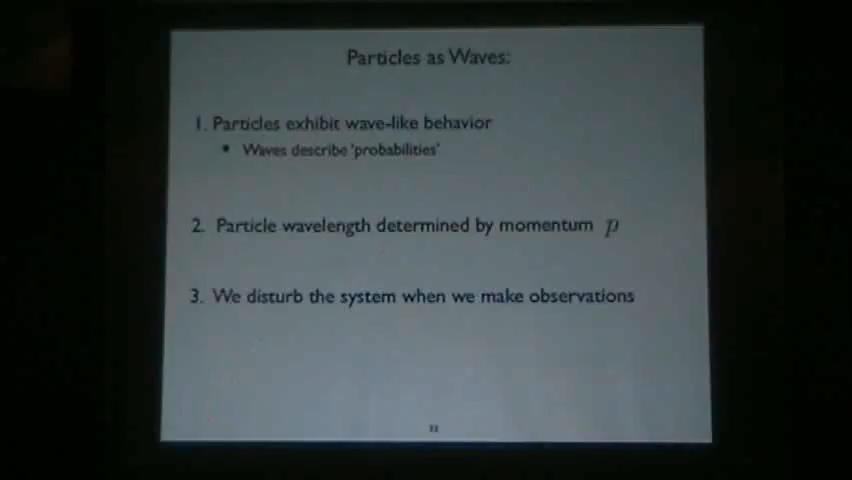 Particles as Waves:
1. Particles exhibit wave-like behavior
• Waves describe 'probabilities'
2. Particle wavelength determined by momentum p
3. We disturb the system when we make observations